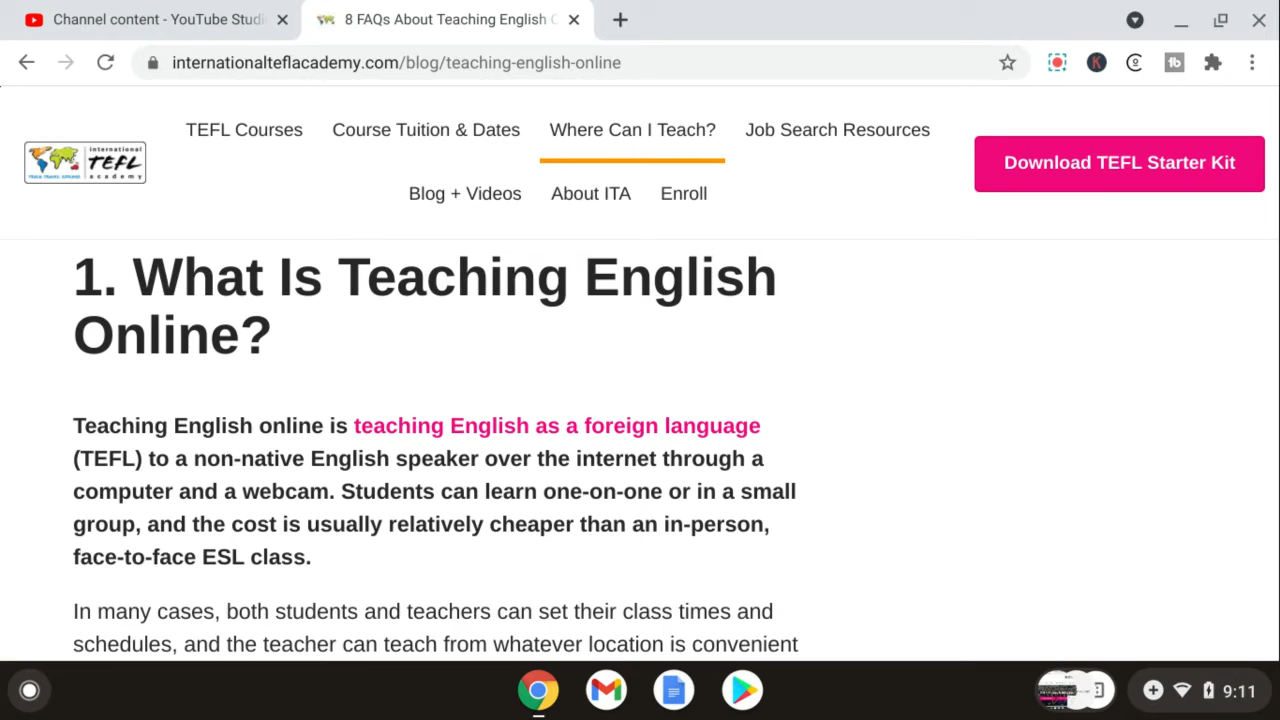 Channel content - YouTube Studi
8 FAQs About Teaching English O
internationalteflacademy.com/blog/teaching-english-online
TEFL Courses
Course Tuition & Dates
Where Can I Teach?
Job Search Resources
international
TEFL
academy
Download TEFL Starter Kit
Blog + Videos
About ITA
Enroll
1. What Is Teaching English
Online?
Teaching English online is teaching English as a foreign language
(TEFL) to a non-native English speaker over the internet through a
computer and a webcam. Students can learn one-on-one or in a small
group, and the cost is usually relatively cheaper than an in-person,
face-to-face ESL class.
In many cases, both students and teachers can set their class times and
schedules, and the teacher can teach from whatever location is convenient
9:11